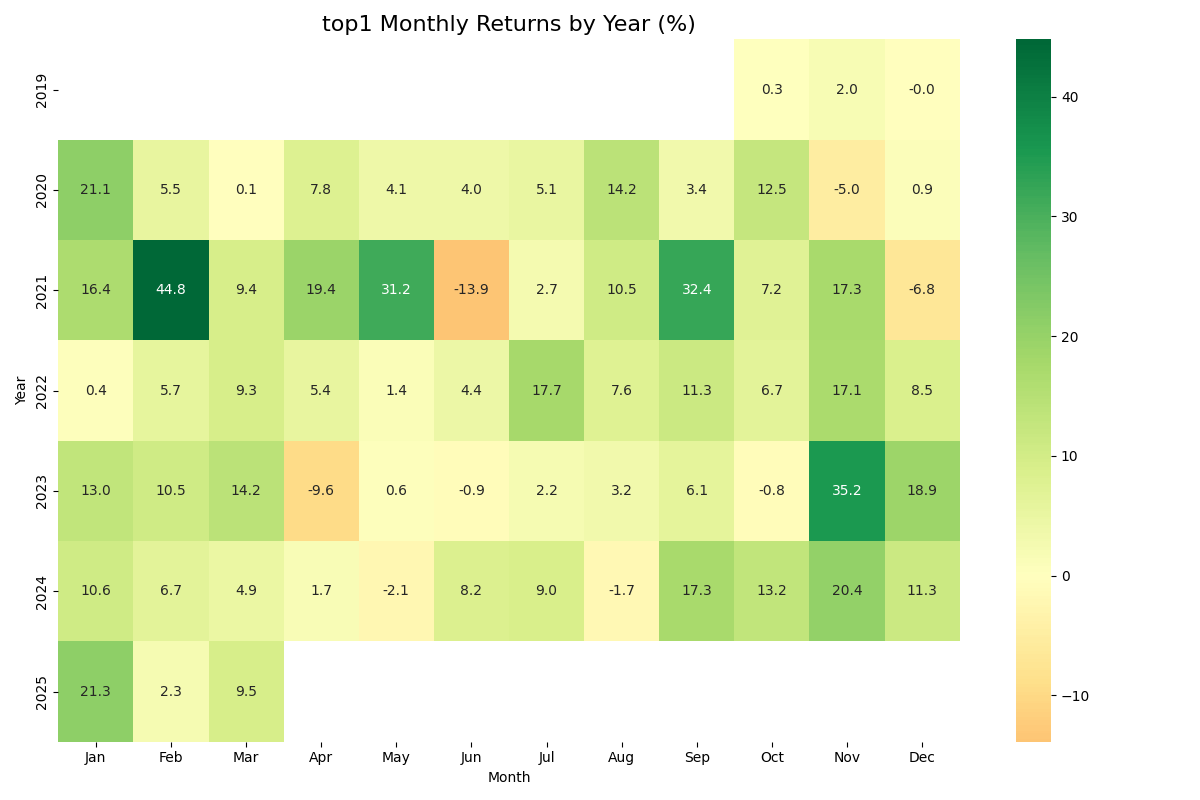 top1 Monthly Returns by Year (%)
2019 0.3 2.0 -0.0
2020 21.1 5.5 0.1 7.8 4.1 4.0 5.1 14.2 3.4 12.5 -5.0 0.9
2021 16.4 44.8 9.4 19.4 31.2 -13.9 2.7 10.5 32.4 7.2 17.3 -6.8
2022 0.4 5.7 9.3 5.4 1.4 4.4 17.7 7.6 11.3 6.7 17.1 8.5
2023 13.0 10.5 14.2 -9.6 0.6 -0.9 2.2 3.2 6.1 -0.8 35.2 18.9
2024 10.6 6.7 4.9 1.7 -2.1 8.2 9.0 -1.7 17.3 13.2 20.4 11.3
2025 21.3 2.3 9.5
Year
Jan Feb Mar Apr May Jun Jul Aug Sep Oct Nov Dec
Month
40
30
20
10
0
−10